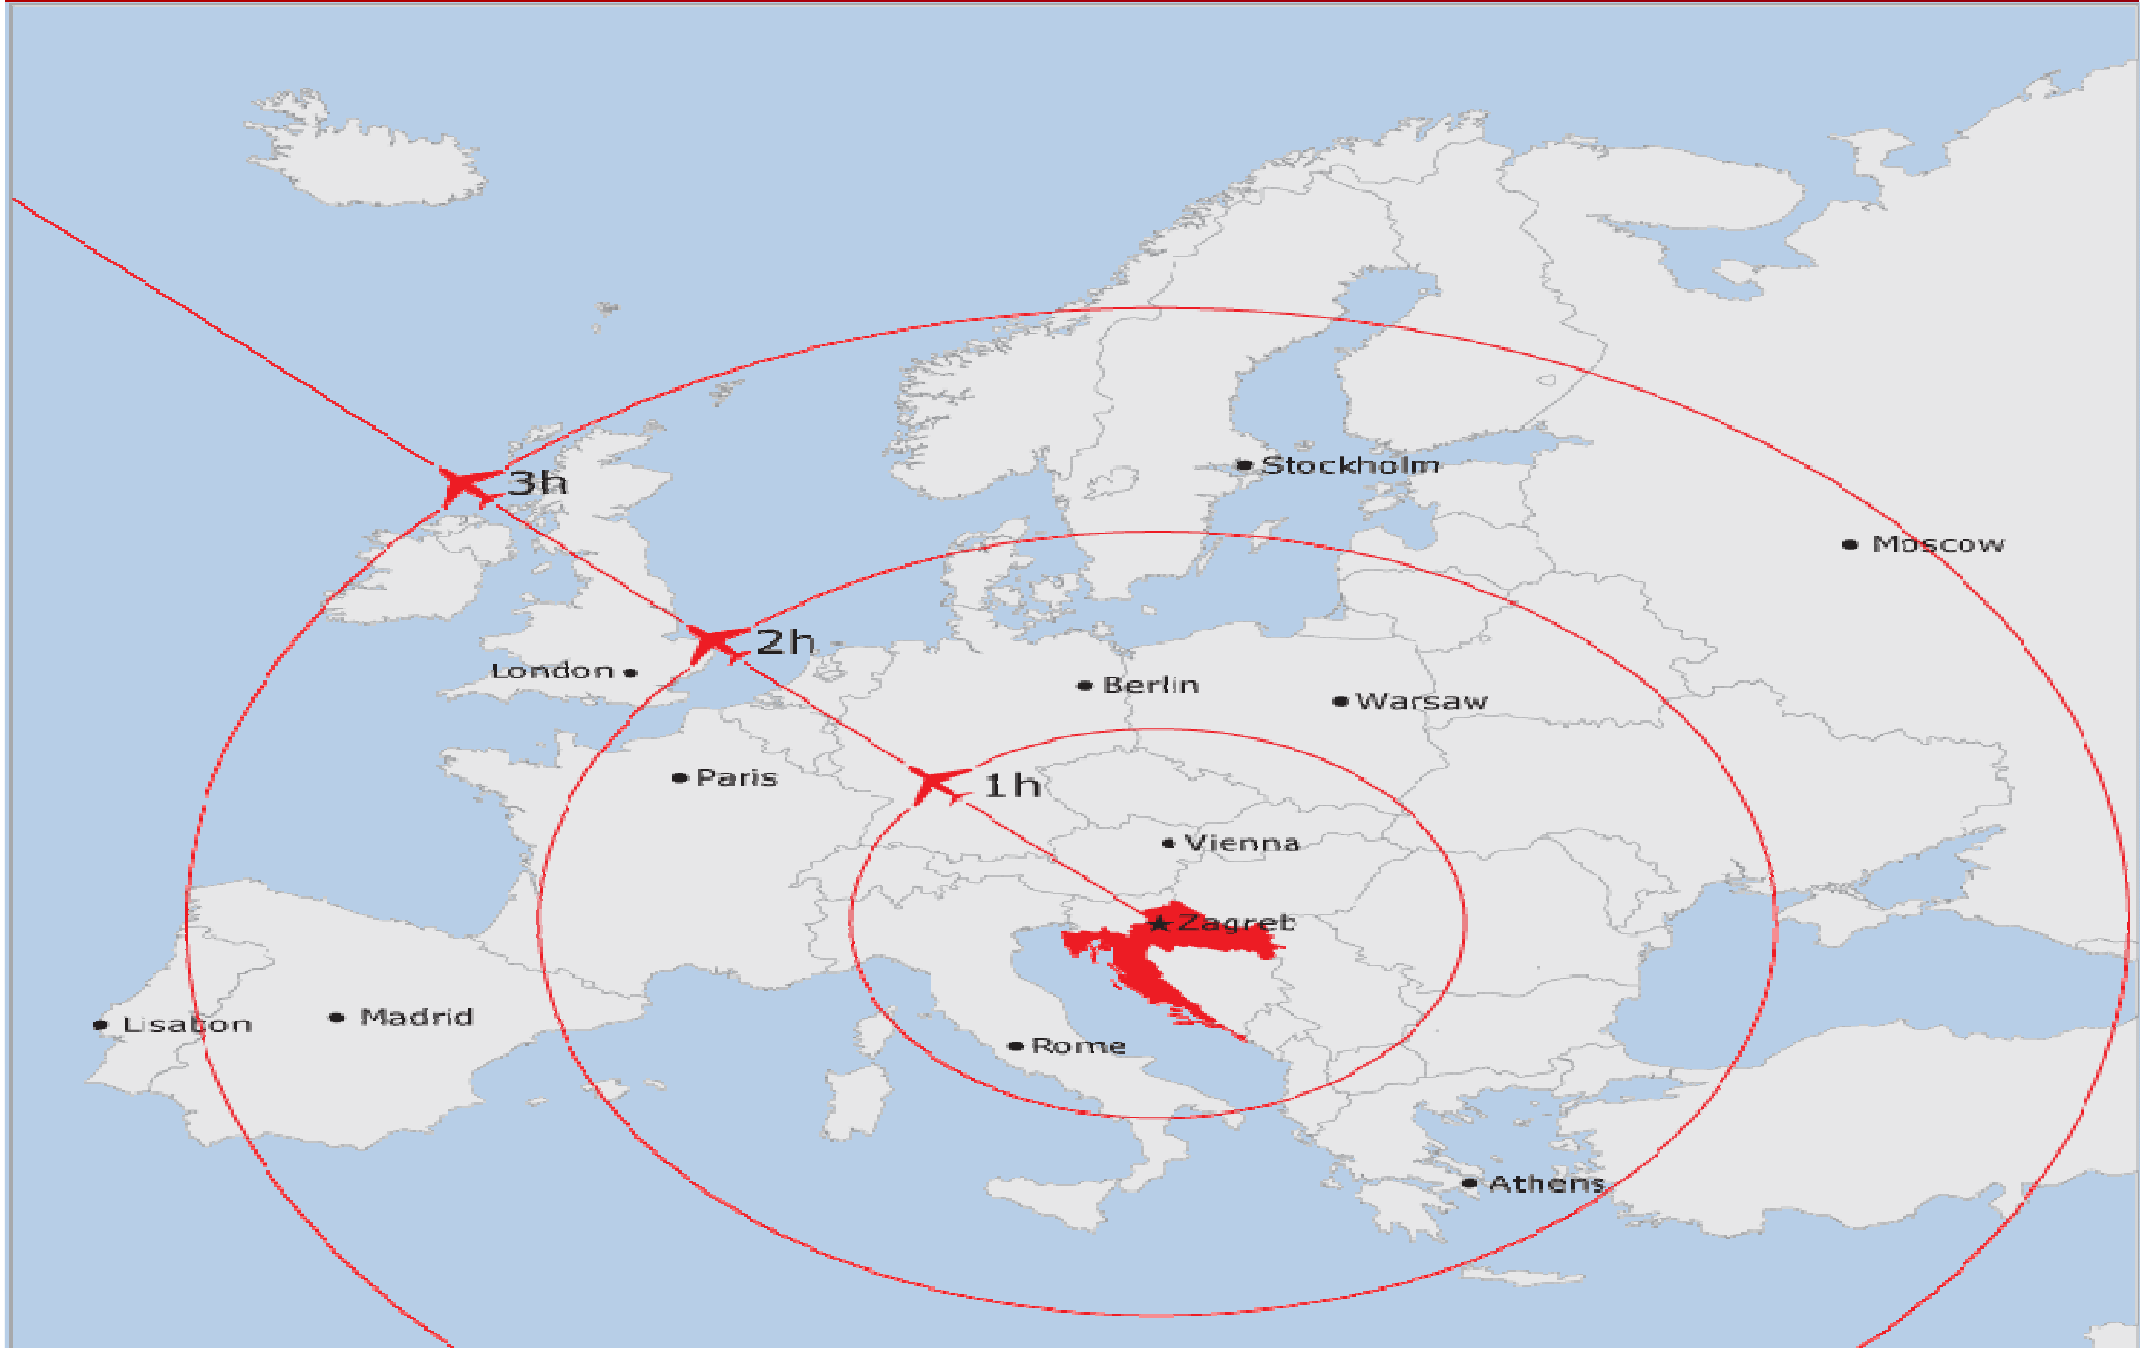 Stockholm
3h
Moscow
2h
London
Berlin
Warsaw
Paris
1h
Vienna
Zagreb
Lisabon
Madrid
Rome
Athens